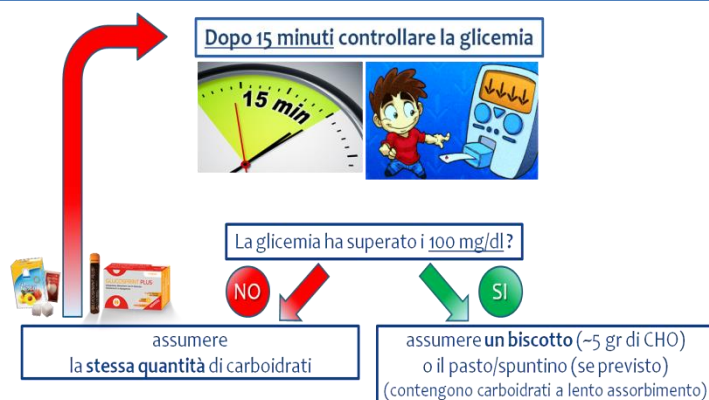 Dopo 15 minuti controllare la glicemia
15 min
La glicemia ha superato i 100 mg/dl?
NO
SI
GLUCOSPRINT PLUS
assumere
la stessa quantità di carboidrati
assumere un biscotto (~5 gr di CHO)
o il pasto/spuntino (se previsto)
(contengono carboidrati a lento assorbimento)